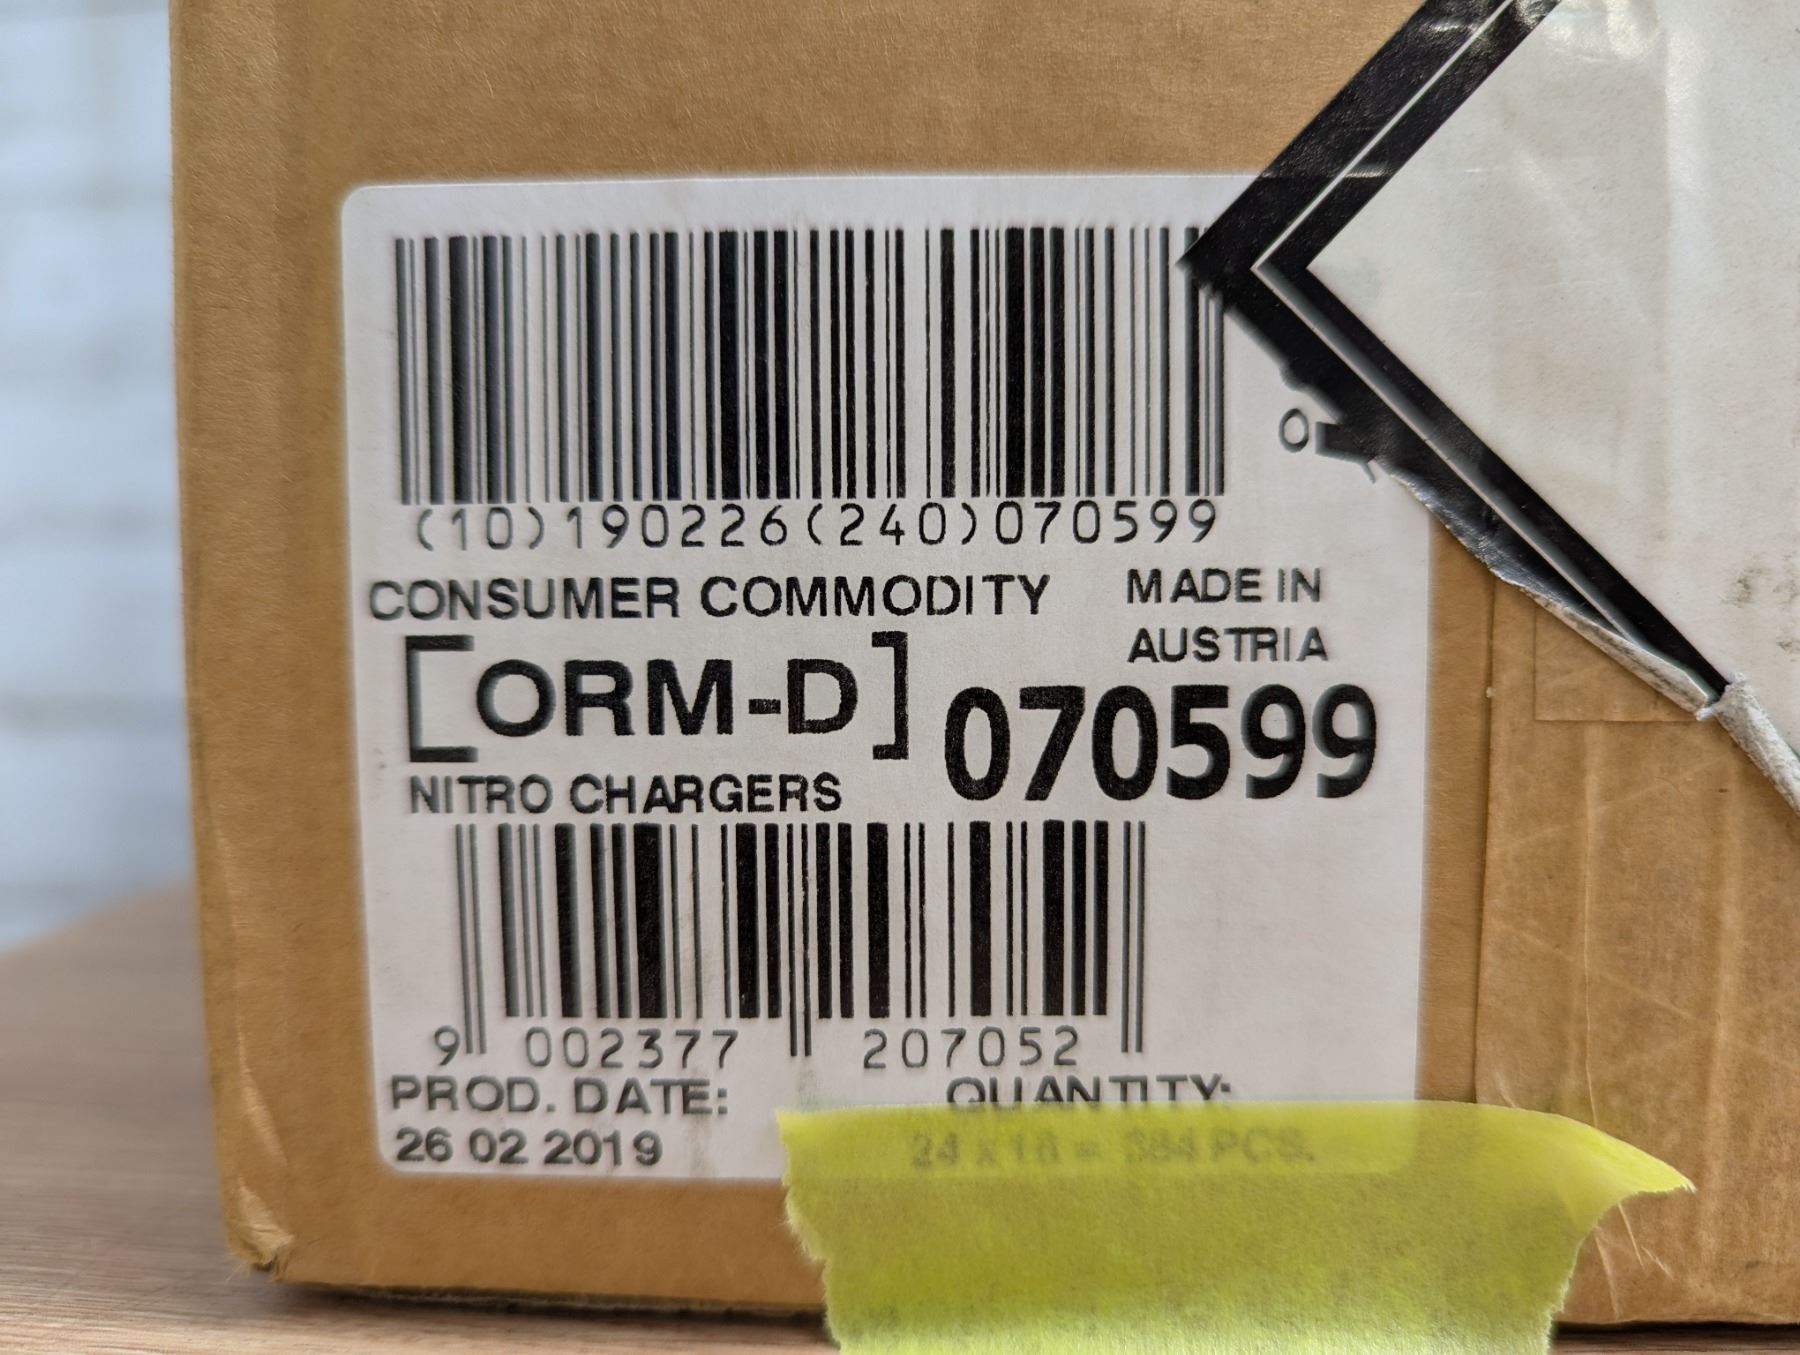 (10)190226(240)070599
CONSUMER COMMODITY
MADE IN
AUSTRIA
[ORM-D]
070599
NITRO CHARGERS
9 002377 207052
PROD. DATE:
QUANTITY:
26 02 2019
24 x 16 = 384 PCS.